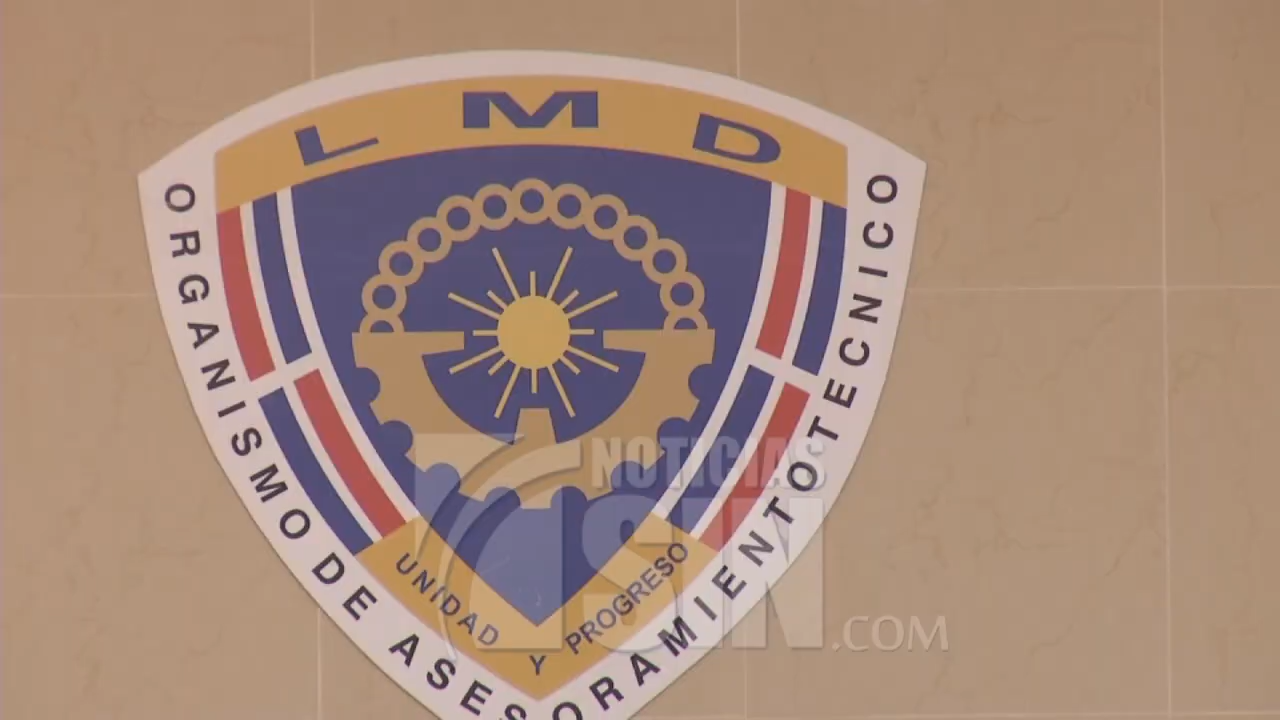 LMD
ORGANISMO DE ASESORAMIENTO TECNICO
UNIDAD Y PROGRESO
NOTICIAS
SIN
.COM